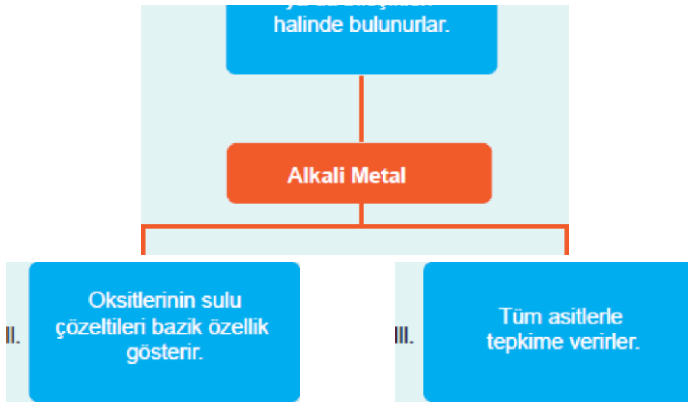 halinde bulunurlar.
Alkali Metal
II.
Oksitlerinin sulu
çözeltileri bazik özellik
gösterir.
III.
Tüm asitlerle
tepkime verirler.